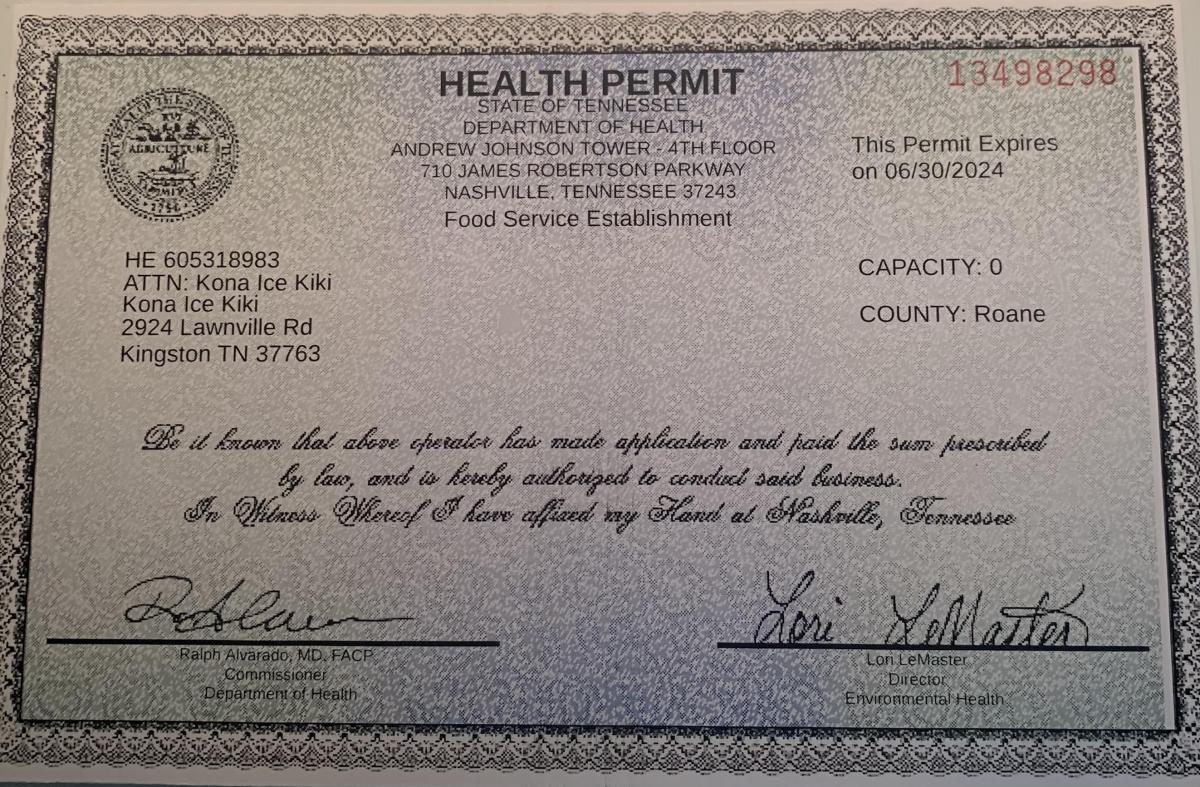 HEALTH PERMIT
13498298
STATE OF TENNESSEE
DEPARTMENT OF HEALTH
ANDREW JOHNSON TOWER - 4TH FLOOR
710 JAMES ROBERTSON PARKWAY
NASHVILLE, TENNESSEE 37243
Food Service Establishment
This Permit Expires
on 06/30/2024
AGRICULTURE
1796
HE 605318983
ATTN: Kona Ice Kiki
Kona Ice Kiki
2924 Lawnville Rd
Kingston TN 37763
CAPACITY: 0
COUNTY: Roane
Be it known that above operator has made application and paid the sum prescribed
by law, and is hereby authorized to conduct said business.
In Witness Whereof I have affixed my Hand at Nashville, Tennessee
Lori LeMaster
Ralph Alvarado, MD, FACP
Commissioner
Department of Health
Lori LeMaster
Director
Environmental Health